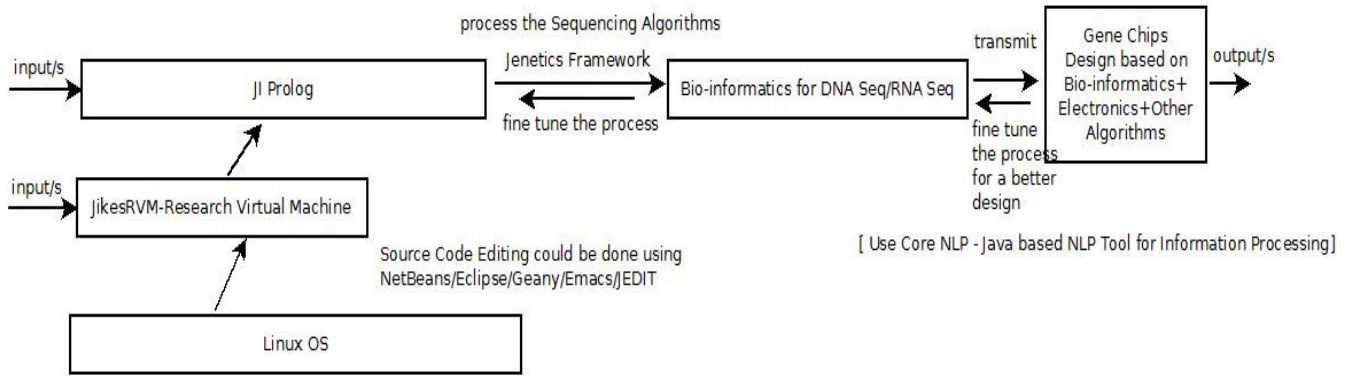 process the Sequencing Algorithms
input/s
JI Prolog
Jenetics Framework
fine tune the process
Bio-informatics for DNA Seq/RNA Seq
transmit
fine tune
the process
for a better
design
Gene Chips
Design based on
Bio-informatics+
Electronics+Other
Algorithms
output/s
input/s
JikesRVM-Research Virtual Machine
Source Code Editing could be done using
NetBeans/Eclipse/Geany/Emacs/JEDIT
[ Use Core NLP - Java based NLP Tool for Information Processing]
Linux OS